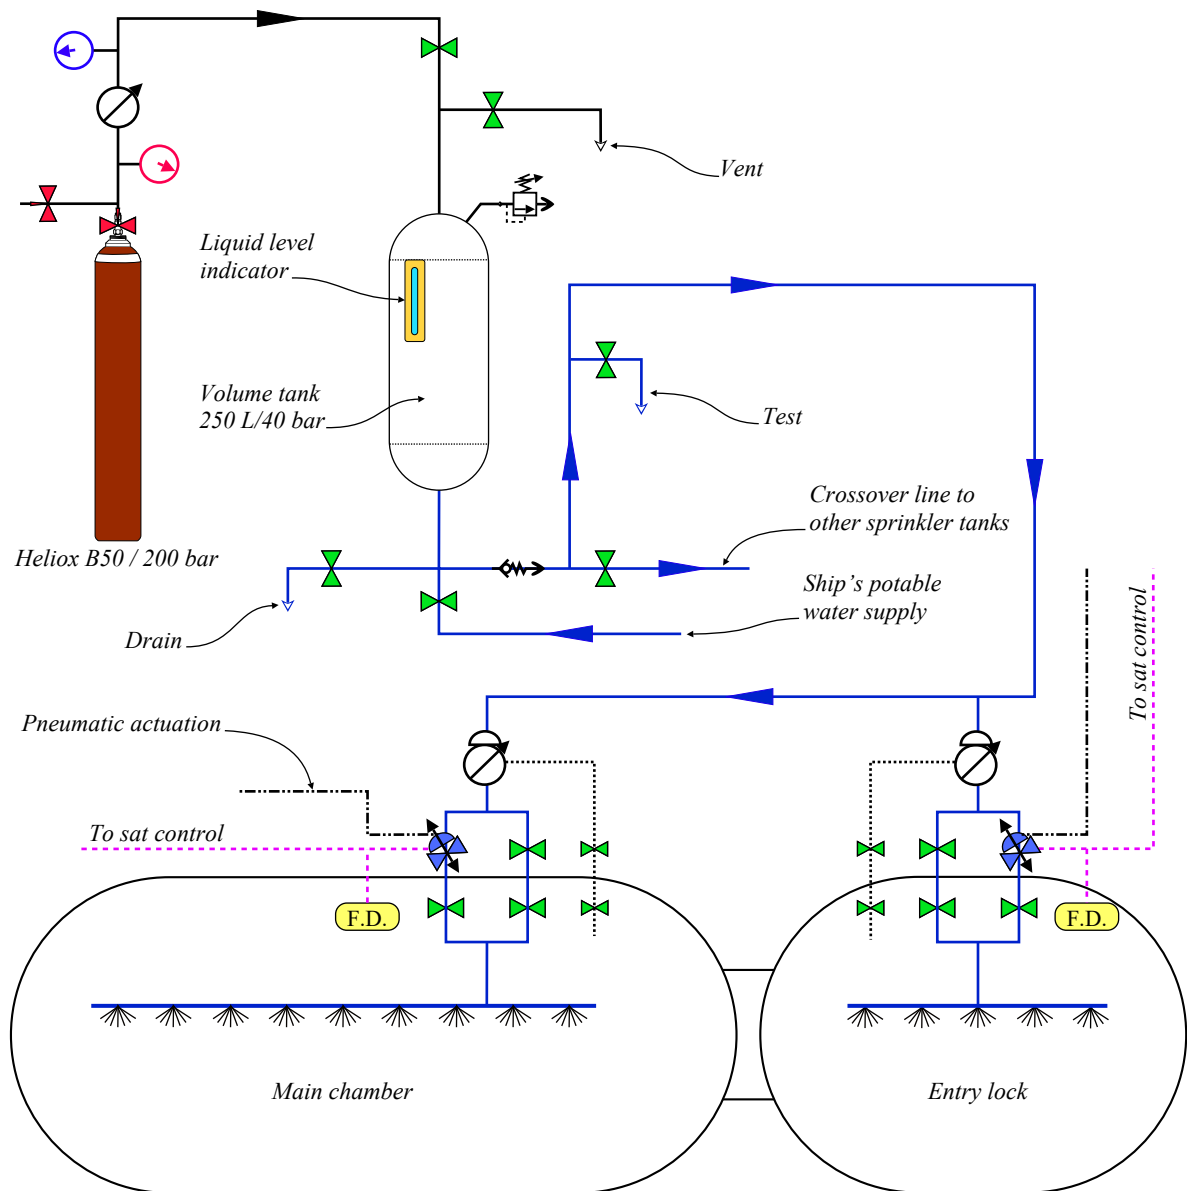 Vent
Liquid level
indicator
Volume tank
250 L/40 bar
Test
Crossover line to
other sprinkler tanks
Heliox B50 / 200 bar
Ship's potable
water supply
Drain
To sat control
Pneumatic actuation
To sat control
F.D.
F.D.
Main chamber
Entry lock